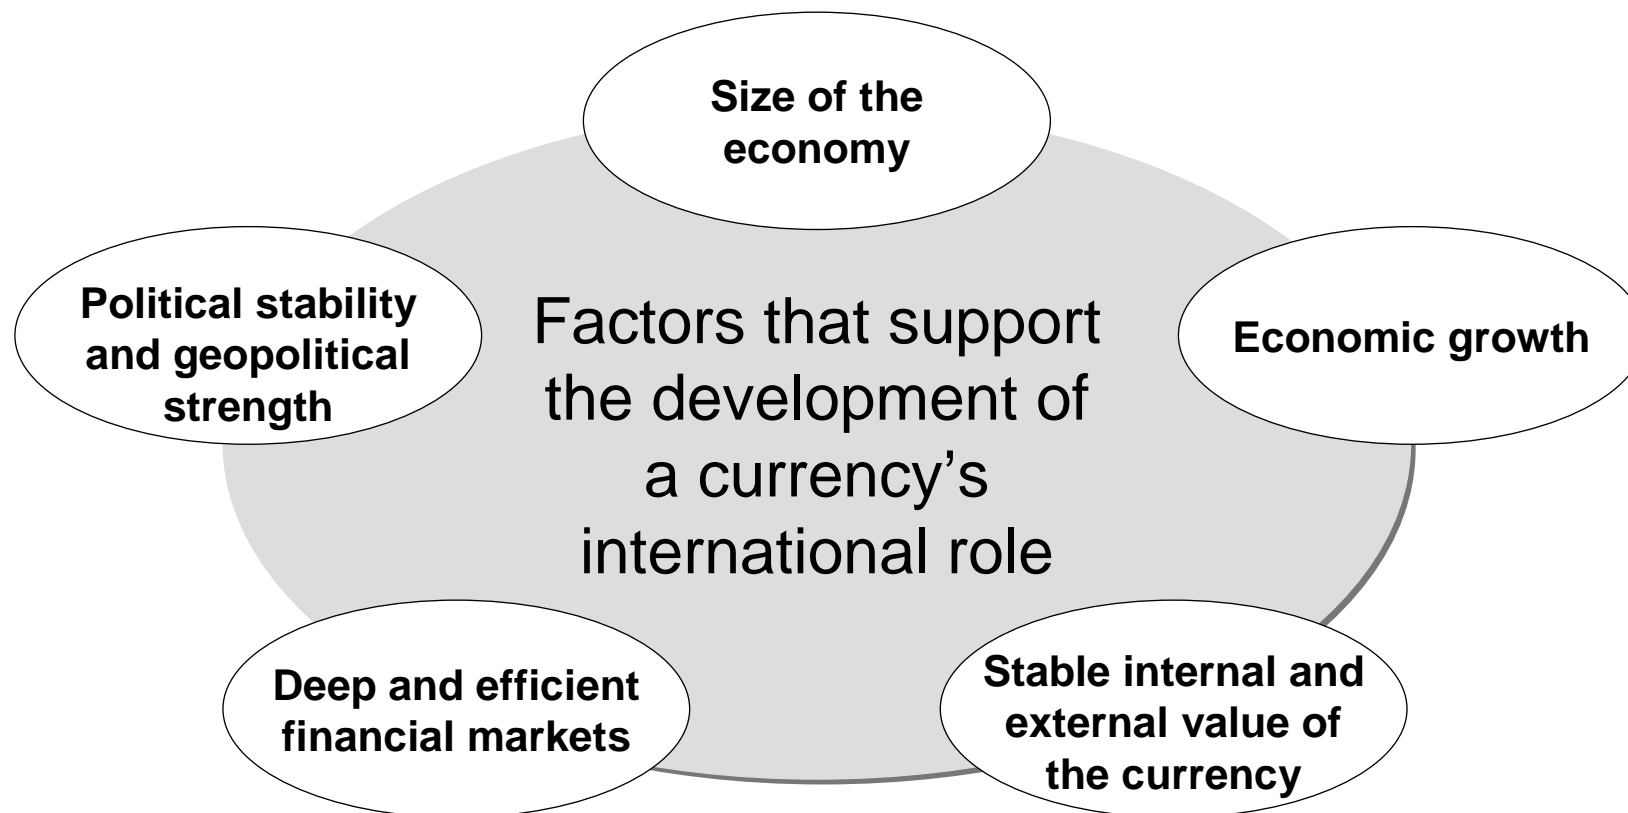 Size of the
economy
Political stability
and geopolitical
strength
Factors that support
the development of
a currency’s
international role
Economic growth
Deep and efficient
financial markets
Stable internal and
external value of
the currency